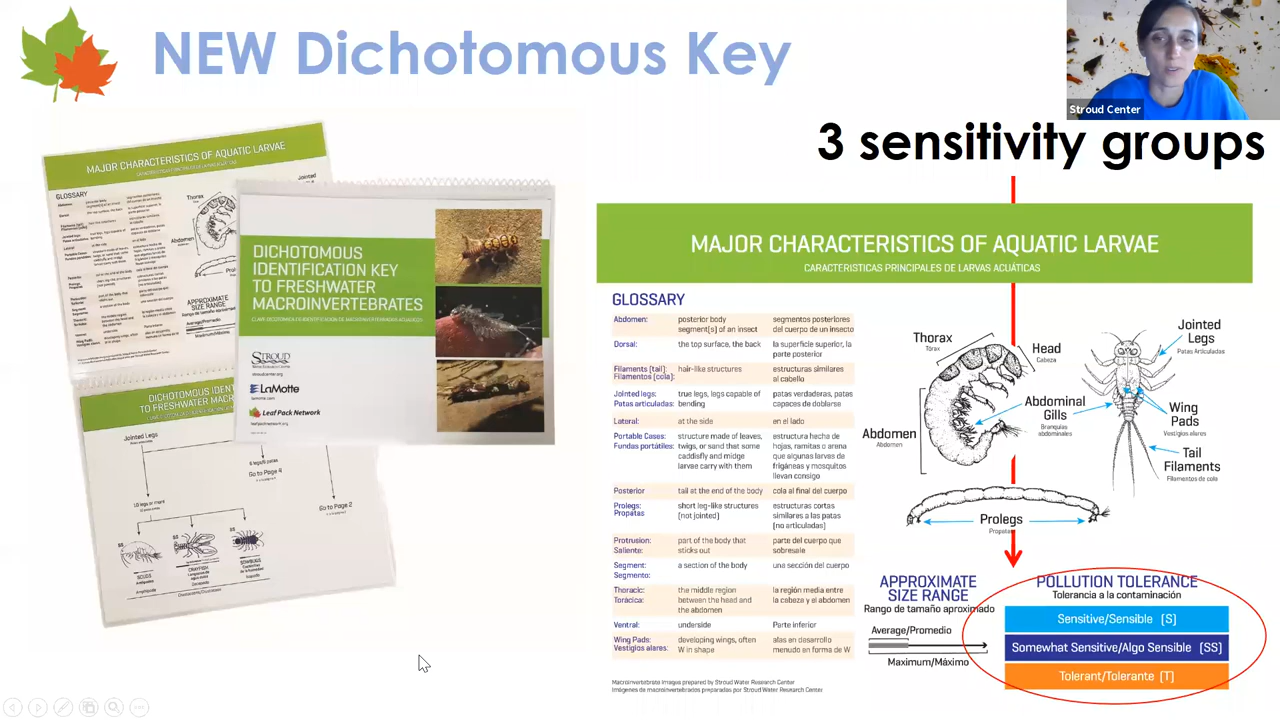 NEW Dichotomous Key
Stroud Center
3 sensitivity groups
MAJOR CHARACTERISTICS OF AQUATIC LARVAE
GLOSSARY
Thorax
Abdomen
APPROXIMATE
SIZE RANGE
DICHOTOMOUS
IDENTIFICATION KEY
TO FRESHWATER
MACROINVERTEBRATES
STROUD
LaMotte
Leaf Pack Network
Jointed Legs
10 legs or more
Go to Page 4
Go to Page 2
SS
SS
SS
SCUDS
CRAYFISH
SOWBUGS
MAJOR CHARACTERISTICS OF AQUATIC LARVAE
CARACTERISTICAS PRINCIPALES DE LARVAS ACUÁTICAS
GLOSSARY
Abdomen: posterior body segmentos posteriores
segment[s] of an insect del cuerpo de un insecto
Dorsal: the top surface, the back la superficie superior, la
parte posterior
Filaments (tail): hair-like structures estructuras similares
Filamentos (cola): al cabella
Jointed legs: true legs, legs capable of patas verdaderas, patas
Patas articuladas: bending capaces de doblarse
Lateral: at the side en el lado
Portable Cases: structure made of leaves, estructura hecha de
Fundas portátiles: twigs, or sand that some hojas, ramitas o arena
caddisfly and midge que algunas larvas de
larvae carry with them frigáneas y mosquitos
llevan consigo
Posterior tail at the end of the body cola al final del cuerpo
Prolegs: short leg-like structures estructuras cortas
Propatas: (not jointed) similares a las patas
(no articuladas)
Protrusion: part of the body that parte del cuerpo que
Saliente: sticks out sobresale
Segment: a section of the body una sección del cuerpo
Segmento:
Thoracic: the middle region la región media entre
Torácica: between the head and la cabeza y el abdomen
the abdomen
Ventral: underside Parte inferior
Wing Pads: developing wings, often alas en desarrollo
Vestigios alares: W in shape menudo en forma de W
Macroinvertebrate images prepared by Stroud Water Research Center
Imágenes de macroinvertebrados preparadas por Stroud Water Research Center
Thorax
Tórax
Head
Cabeza
Abdominal
Gills
Branquias
abdominales
Abdomen
Abdomen
Jointed
Legs
Patas Articuladas
Wing
Pads
Vestigios alares
Tail
Filaments
Filamentos de cola
Prolegs
APPROXIMATE
SIZE RANGE
Rango de tamaño aproximado
Average/Promedio
Maximum/Máximo
POLLUTION TOLERANCE
Tolerancia a la contaminación
Sensitive/Sensible (S)
Somewhat Sensitive/Algo Sensible (SS)
Tolerant/Tolerante (T)